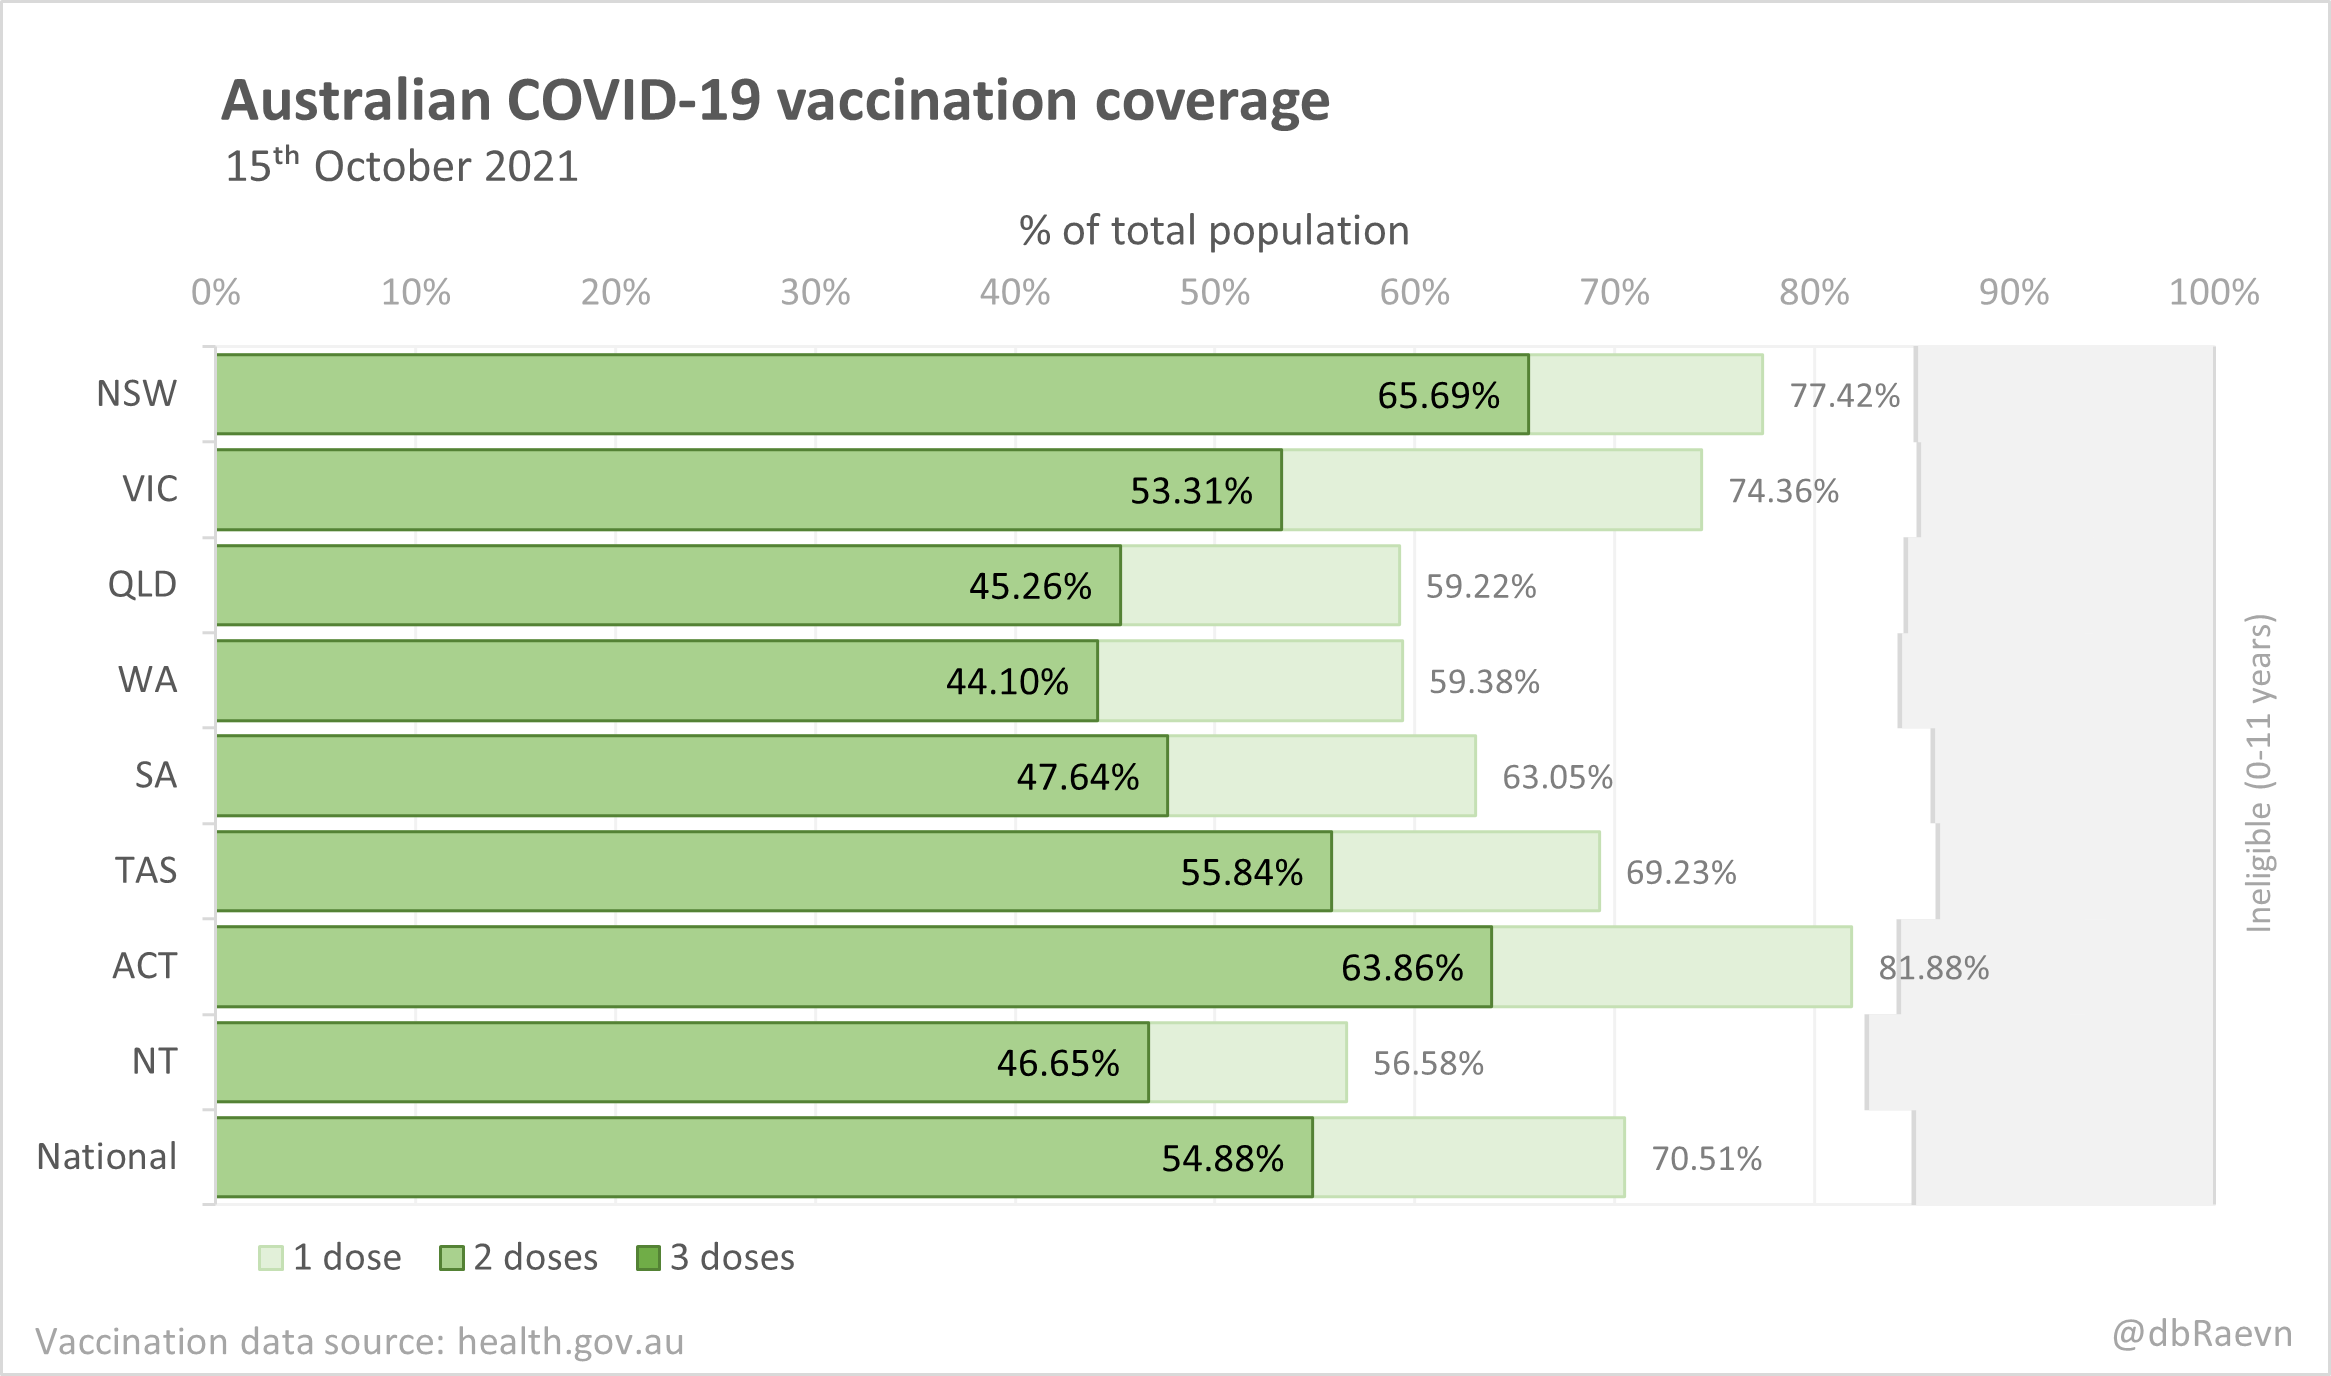 Australian COVID-19 vaccination coverage
15th October 2021
% of total population
0% 10% 20% 30% 40% 50% 60% 70% 80% 90% 100%
NSW 65.69% 77.42%
VIC 53.31% 74.36%
QLD 45.26% 59.22%
WA 44.10% 59.38%
SA 47.64% 63.05%
TAS 55.84% 69.23%
ACT 63.86% 81.88%
NT 46.65% 56.58%
National 54.88% 70.51%
Ineligible (0-11 years)
1 dose 2 doses 3 doses
Vaccination data source: health.gov.au
@dbRaevn